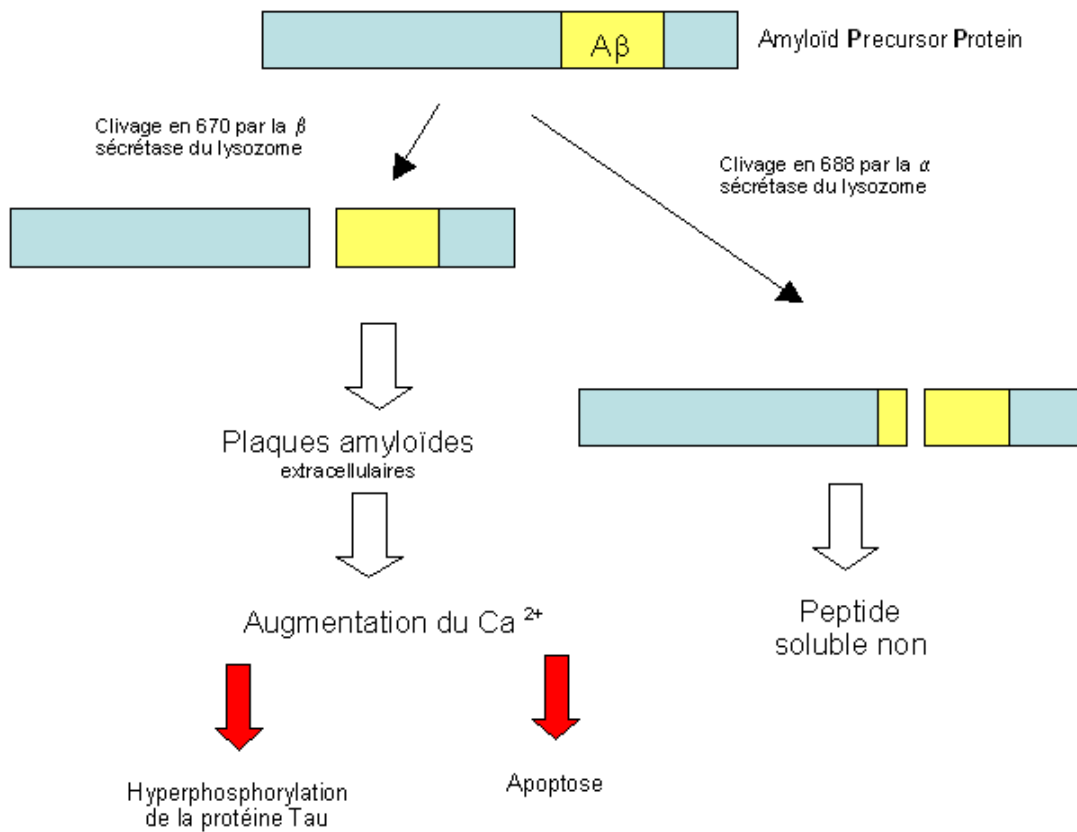 Aβ
Amyloïd Precursor Protein
Clivage en 670 par la β
sécrétase du lysozome
Clivage en 688 par la α
sécrétase du lysozome
Plaques amyloïdes
extracellulaires
Augmentation du Ca ²⁺
Peptide
soluble non
Hyperphosphorylation
de la protéine Tau
Apoptose